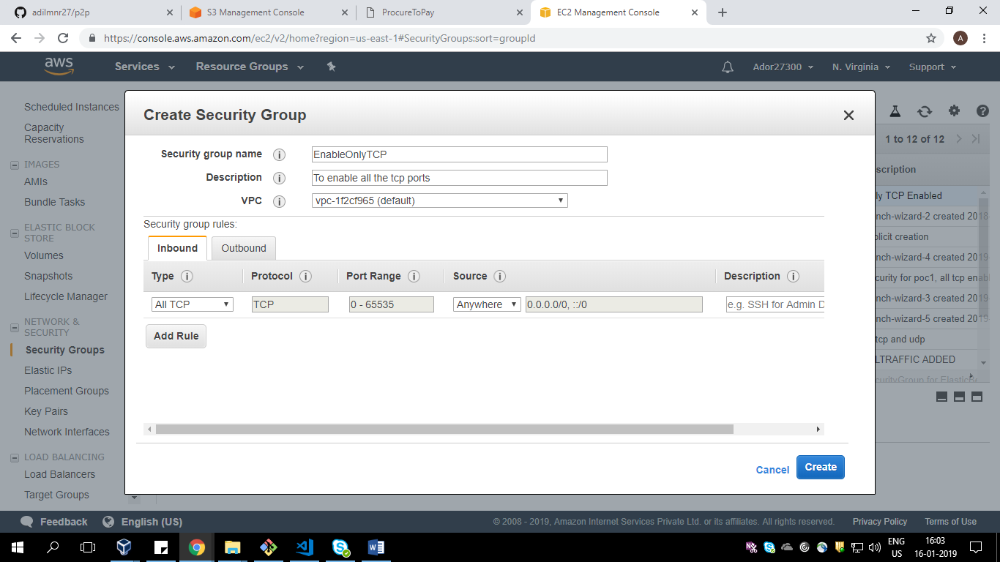 adilmnr27/p2p
S3 Management Console
ProcureToPay
EC2 Management Console
https://console.aws.amazon.com/ec2/v2/home?region=us-east-1#SecurityGroups:sort=groupId
A
aws
Services
Resource Groups
Ador27300
N. Virginia
Support
Scheduled Instances
Capacity
Reservations
IMAGES
AMIs
Bundle Tasks
ELASTIC BLOCK
STORE
Volumes
Snapshots
Lifecycle Manager
NETWORK &
SECURITY
Security Groups
Elastic IPs
Placement Groups
Key Pairs
Network Interfaces
LOAD BALANCING
Load Balancers
Target Groups
Create Security Group
Security group name
EnableOnlyTCP
Description
To enable all the tcp ports
VPC
vpc-1f2cf965 (default)
Security group rules:
Inbound
Outbound
Type
Protocol
Port Range
Source
Description
All TCP
TCP
0 - 65535
Anywhere
0.0.0.0/0, ::/0
e.g. SSH for Admin D
Add Rule
Cancel
Create
1 to 12 of 12
scription
ly TCP Enabled
nch-wizard-2 created 2018-
plicit creation
nch-wizard-4 created 2019-
curity for poc1, all tcp enab
nch-wizard-3 created 2019-
nch-wizard-5 created 2019-
tcp and udp
LTRAFFIC ADDED
curityGroup for ElasticBe
Feedback
English (US)
© 2008 - 2019, Amazon Internet Services Private Ltd. or its affiliates. All rights reserved.
Privacy Policy
Terms of Use
ENG
US
16:03
16-01-2019